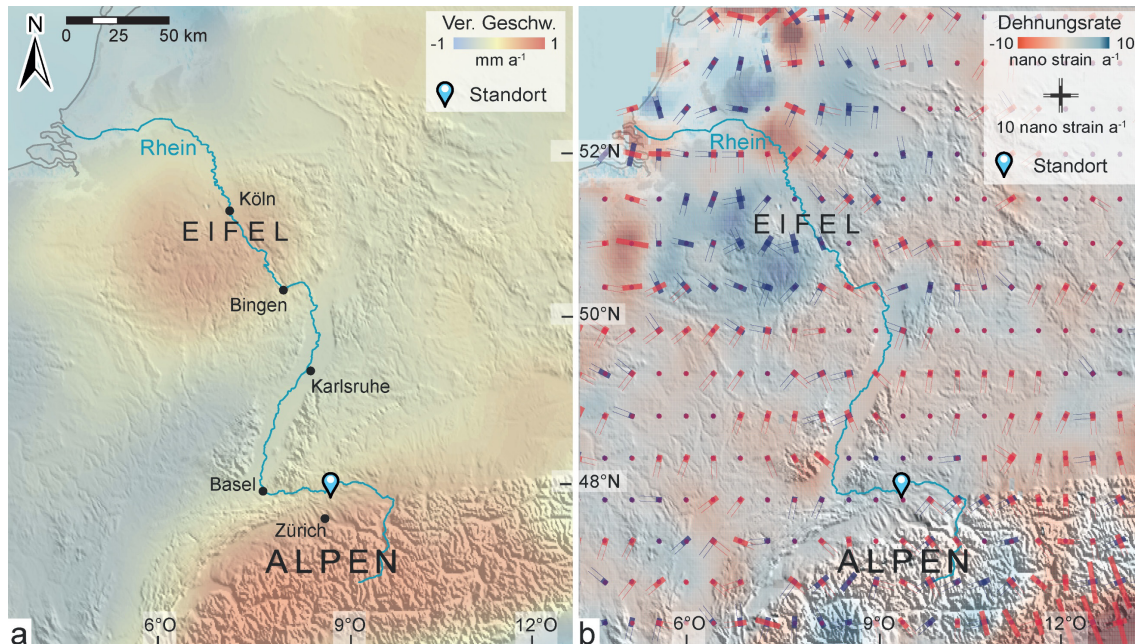 N
0 25 50 km
Ver. Geschw.
-1 1
mm a-1
Standort
Rhein
Köln
EIFEL
Bingen
Karlsruhe
Basel
Zürich
ALPEN
6°O
9°O
12°O
a
52°N
50°N
48°N
Dehnungsrate
-10 10
nano strain a-1
10 nano strain a-1
Standort
Rhein
EIFEL
ALPEN
6°O
9°O
12°O
b